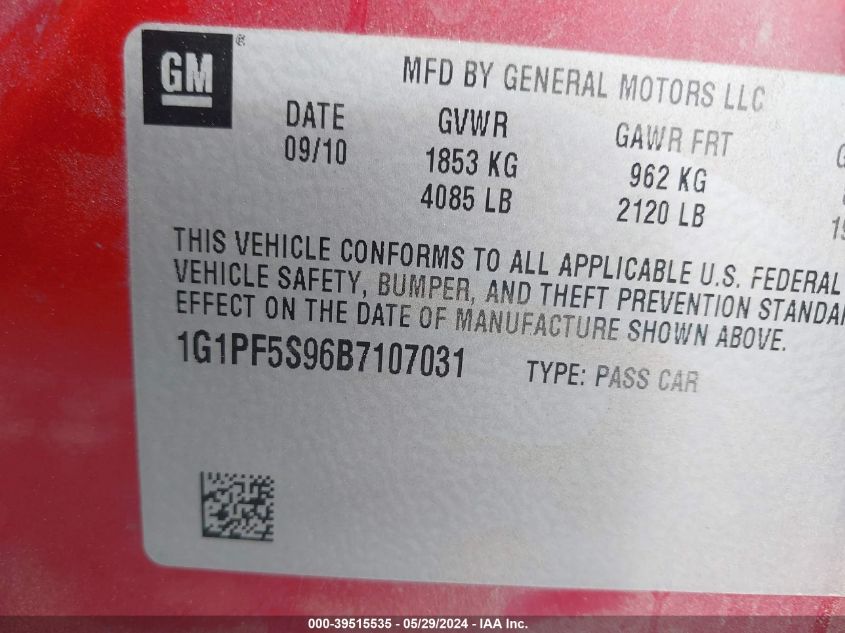 GM ®
MFD BY GENERAL MOTORS LLC
DATE GVWR GAWR FRT
09/10 1853 KG 962 KG
4085 LB 2120 LB
THIS VEHICLE CONFORMS TO ALL APPLICABLE U.S. FEDERAL
VEHICLE SAFETY, BUMPER, AND THEFT PREVENTION
EFFECT ON THE DATE OF MANUFACTURE SHOWN ABOVE.
1G1PF5S96B7107031 TYPE: PASS CAR
000-39515535 - 05/29/2024 - IAA Inc.